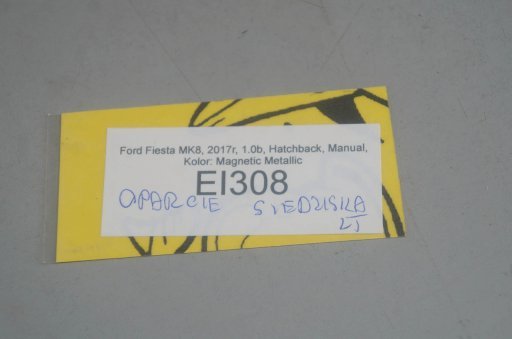 Ford Fiesta MK8, 2017r, 1.0b, Hatchback, Manual,
Kolor: Magnetic Metallic
EI308
OPARCIE SIEDZISKA
LT